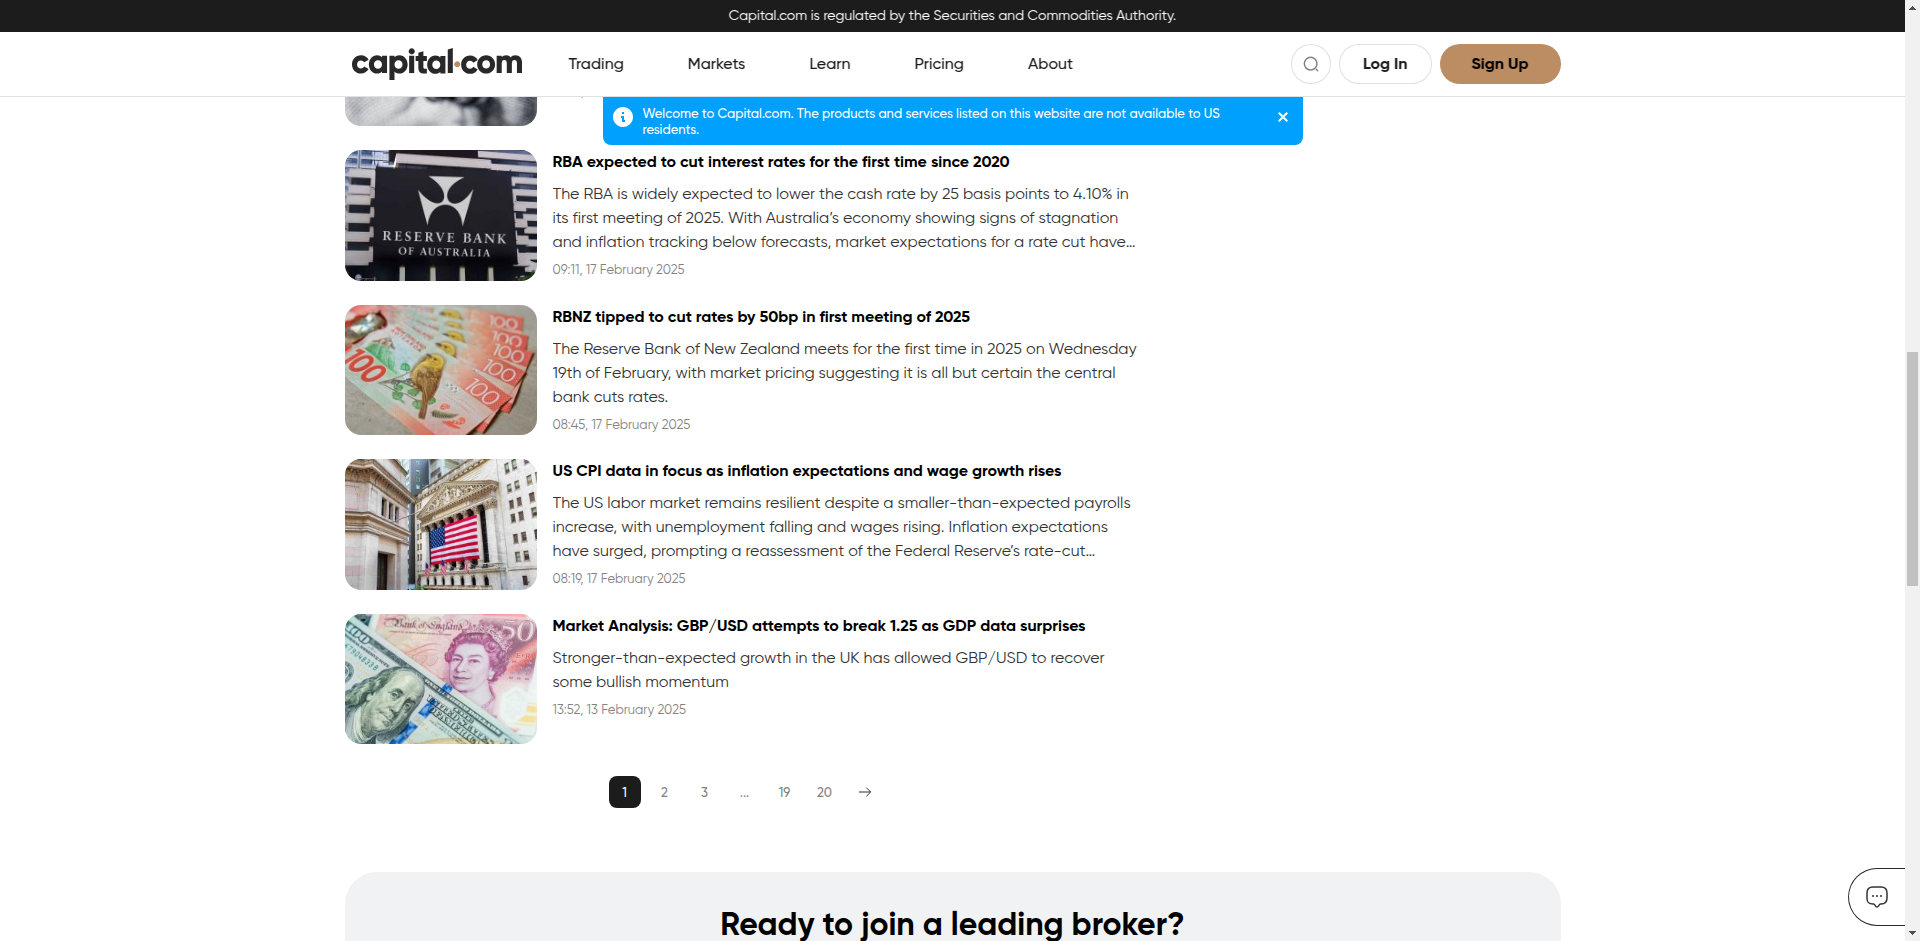 Capital.com is regulated by the Securities and Commodities Authority.
capital.com
Trading
Markets
Learn
Pricing
About
Log In
Sign Up
Welcome to Capital.com. The products and services listed on this website are not available to US
residents.
RESERVE BANK
OF AUSTRALIA
RBA expected to cut interest rates for the first time since 2020
The RBA is widely expected to lower the cash rate by 25 basis points to 4.10% in
its first meeting of 2025. With Australia’s economy showing signs of stagnation
and inflation tracking below forecasts, market expectations for a rate cut have...
09:11, 17 February 2025
100
100
100
100
100
RBNZ tipped to cut rates by 50bp in first meeting of 2025
The Reserve Bank of New Zealand meets for the first time in 2025 on Wednesday
19th of February, with market pricing suggesting it is all but certain the central
bank cuts rates.
08:45, 17 February 2025
US CPI data in focus as inflation expectations and wage growth rises
The US labor market remains resilient despite a smaller-than-expected payrolls
increase, with unemployment falling and wages rising. Inflation expectations
have surged, prompting a reassessment of the Federal Reserve’s rate-cut...
08:19, 17 February 2025
Bank of England
50
Market Analysis: GBP/USD attempts to break 1.25 as GDP data surprises
Stronger-than-expected growth in the UK has allowed GBP/USD to recover
some bullish momentum
13:52, 13 February 2025
1
2
3
...
19
20
Ready to join a leading broker?